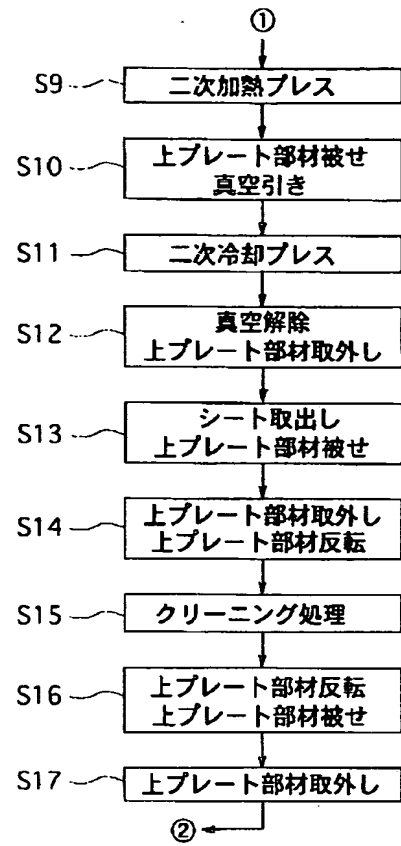 ①
S9
二次加熱プレス
S10
上プレート部材被せ
真空引き
S11
二次冷却プレス
S12
真空解除
上プレート部材取外し
S13
シート取出し
上プレート部材被せ
S14
上プレート部材取外し
上プレート部材反転
S15
クリーニング処理
S16
上プレート部材反転
上プレート部材被せ
S17
上プレート部材取外し
②